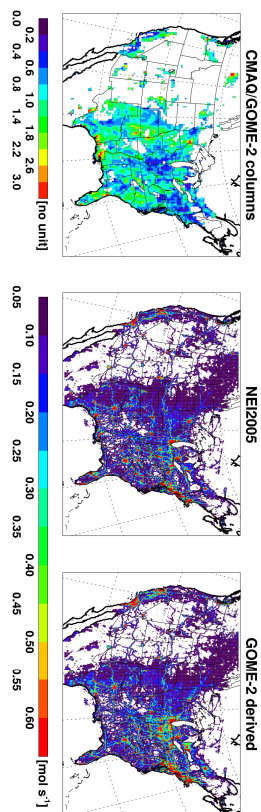 CMAQ/GOME-2 columns
NEI2005
GOME-2 derived
0.0 0.2 0.4 0.6 0.8 1.0 1.4 1.8 2.2 2.6 3.0 [no unit]
0.05 0.10 0.15 0.20 0.25 0.30 0.35 0.40 0.45 0.50 0.55 0.60 [mol s⁻¹]